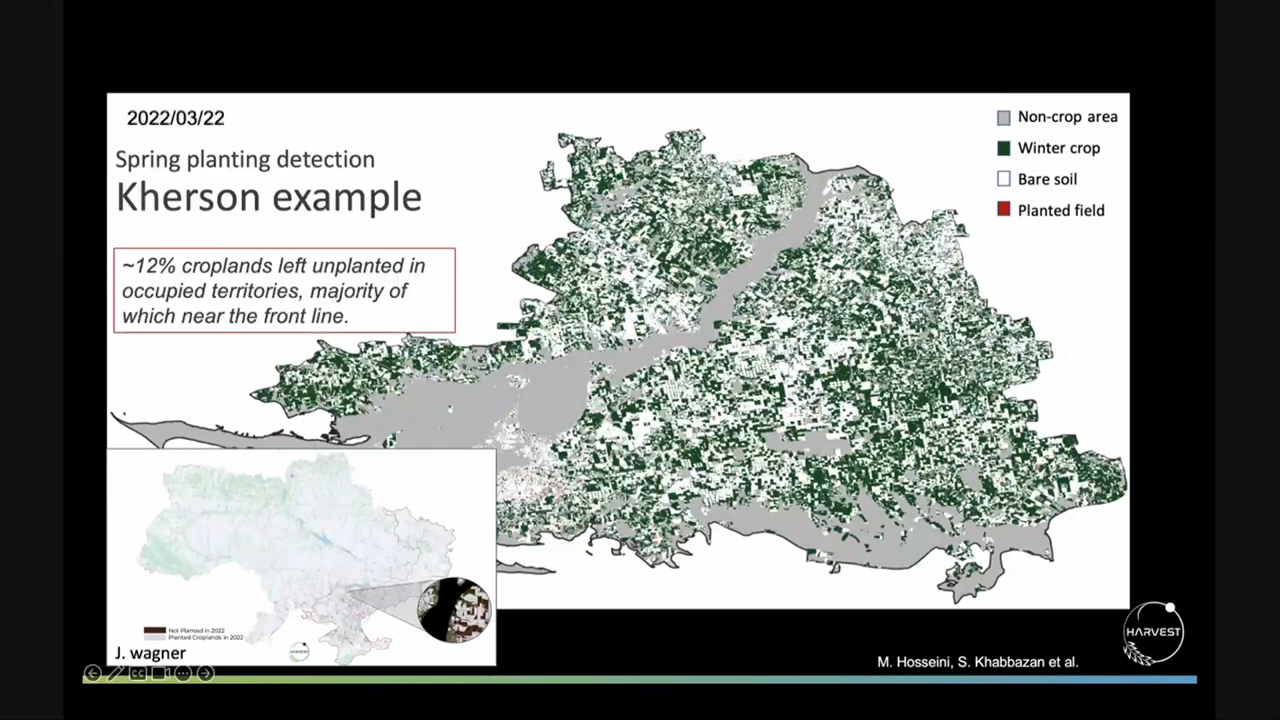 2022/03/22
Spring planting detection
Kherson example
~12% croplands left unplanted in
occupied territories, majority of
which near the front line.
Non-crop area
Winter crop
Bare soil
Planted field
Not Planted in 2022
Planted Croplands in 2022
J. wagner
CC
HARVEST
M. Hosseini, S. Khabbazan et al.